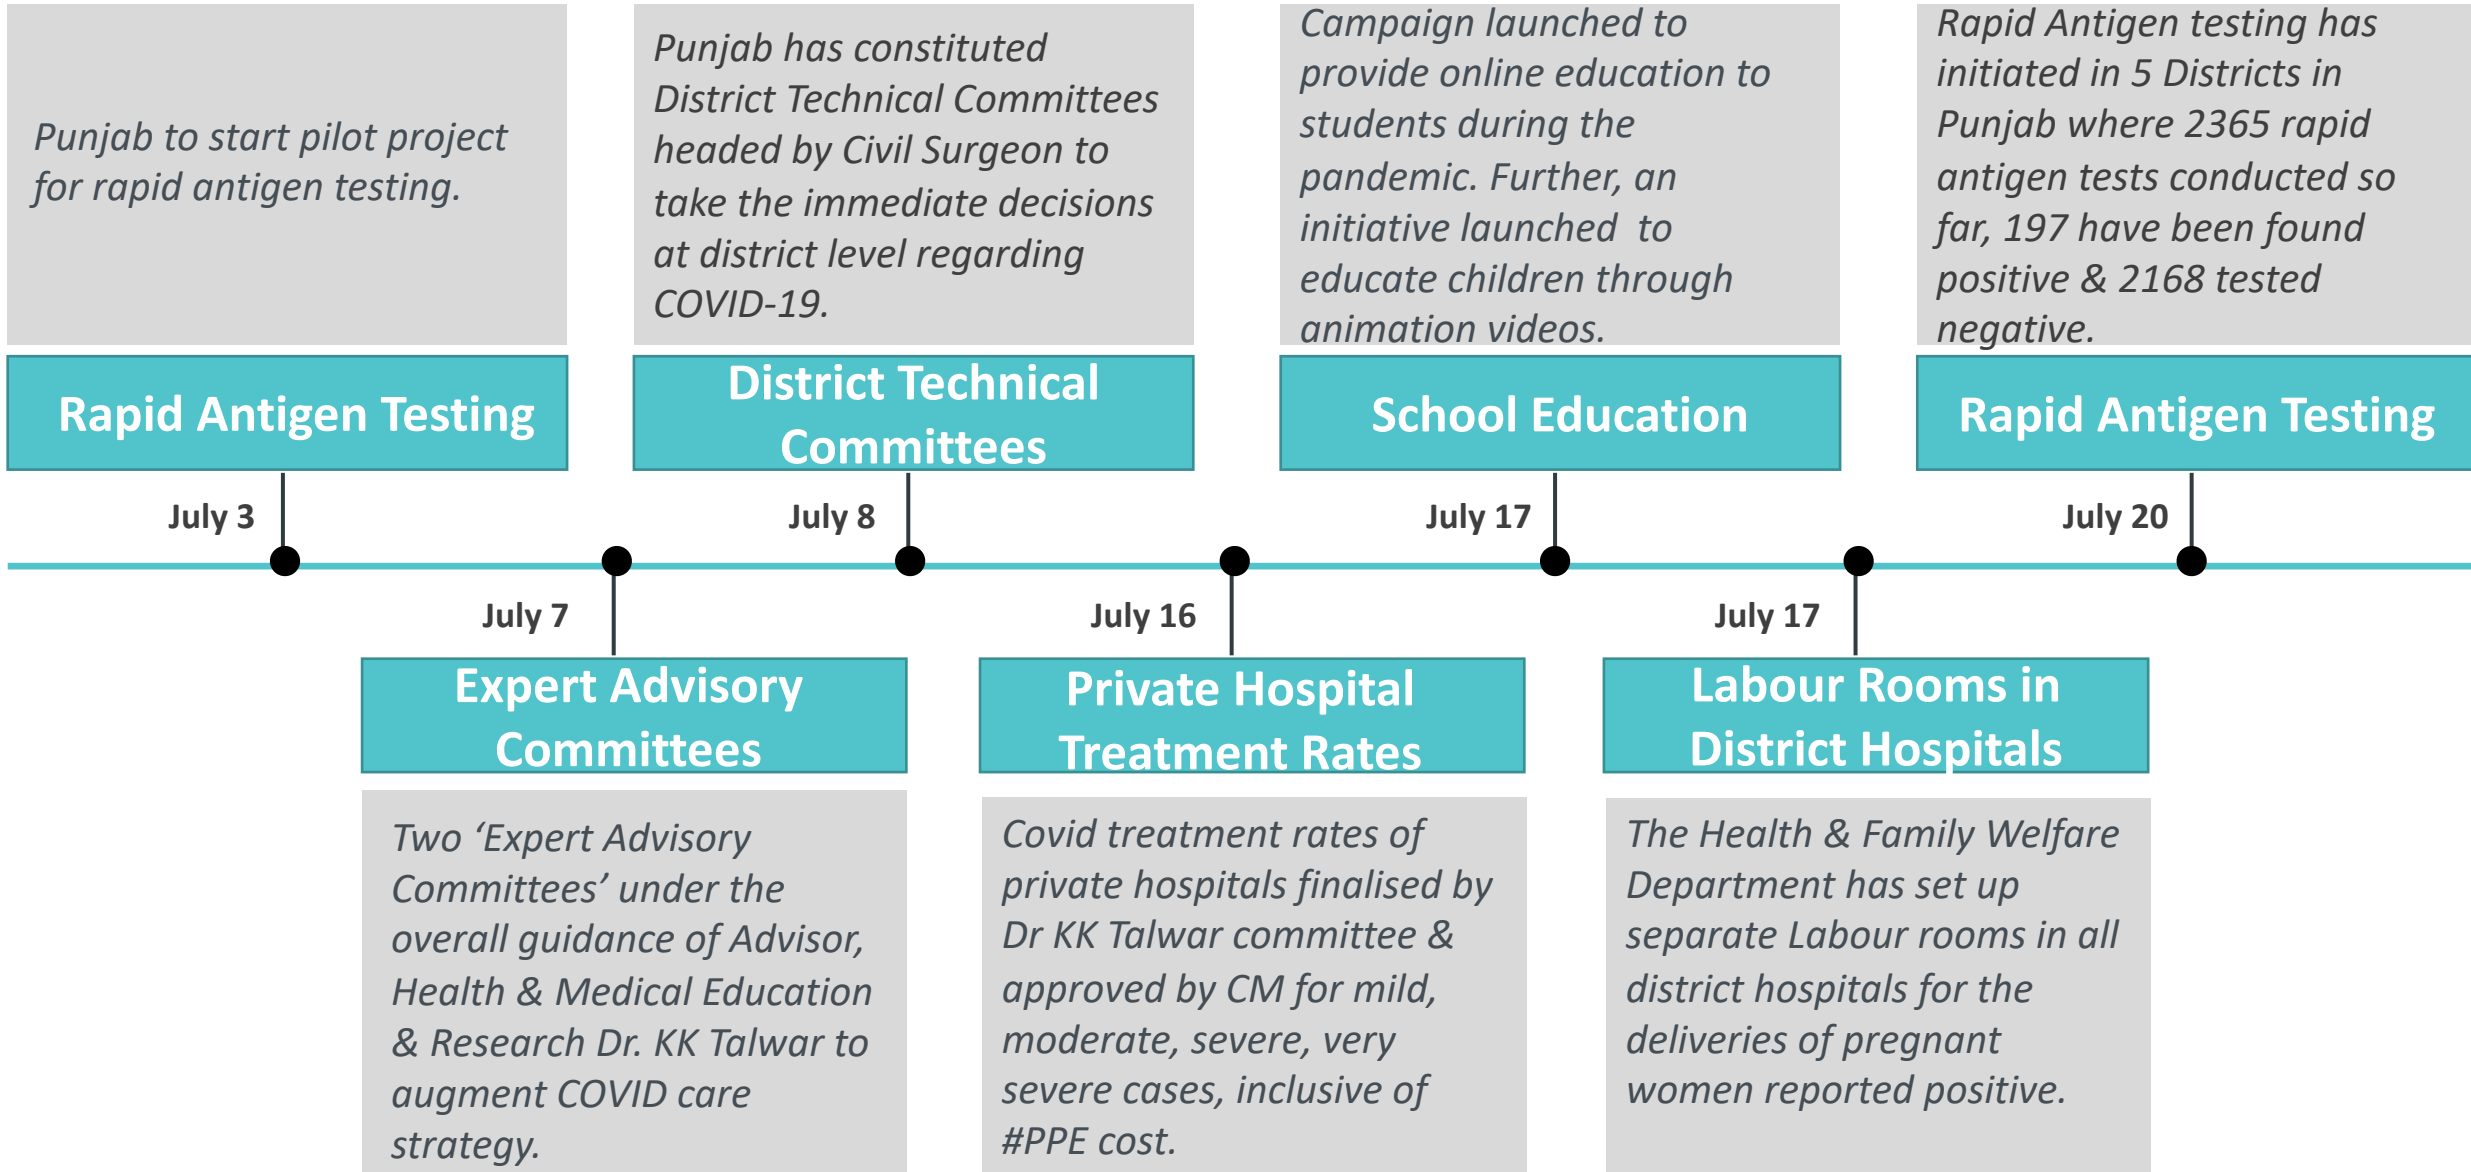 Punjab to start pilot project
for rapid antigen testing.
Rapid Antigen Testing
July 3
Two ‘Expert Advisory
Committees’ under the
overall guidance of Advisor,
Health & Medical Education
& Research Dr. KK Talwar to
augment COVID care
strategy.
Expert Advisory
Committees
July 7
Punjab has constituted
District Technical Committees
headed by Civil Surgeon to
take the immediate decisions
at district level regarding
COVID-19.
District Technical
Committees
July 8
July 16
Private Hospital
Treatment Rates
Covid treatment rates of
private hospitals finalised by
Dr KK Talwar committee &
approved by CM for mild,
moderate, severe, very
severe cases, inclusive of
#PPE cost.
Campaign launched to
provide online education to
students during the
pandemic. Further, an
initiative launched  to
educate children through
animation videos.
School Education
July 17
July 17
Labour Rooms in
District Hospitals
The Health & Family Welfare
Department has set up
separate Labour rooms in all
district hospitals for the
deliveries of pregnant
women reported positive.
Rapid Antigen testing has
initiated in 5 Districts in
Punjab where 2365 rapid
antigen tests conducted so
far, 197 have been found
positive & 2168 tested
negative.
Rapid Antigen Testing
July 20